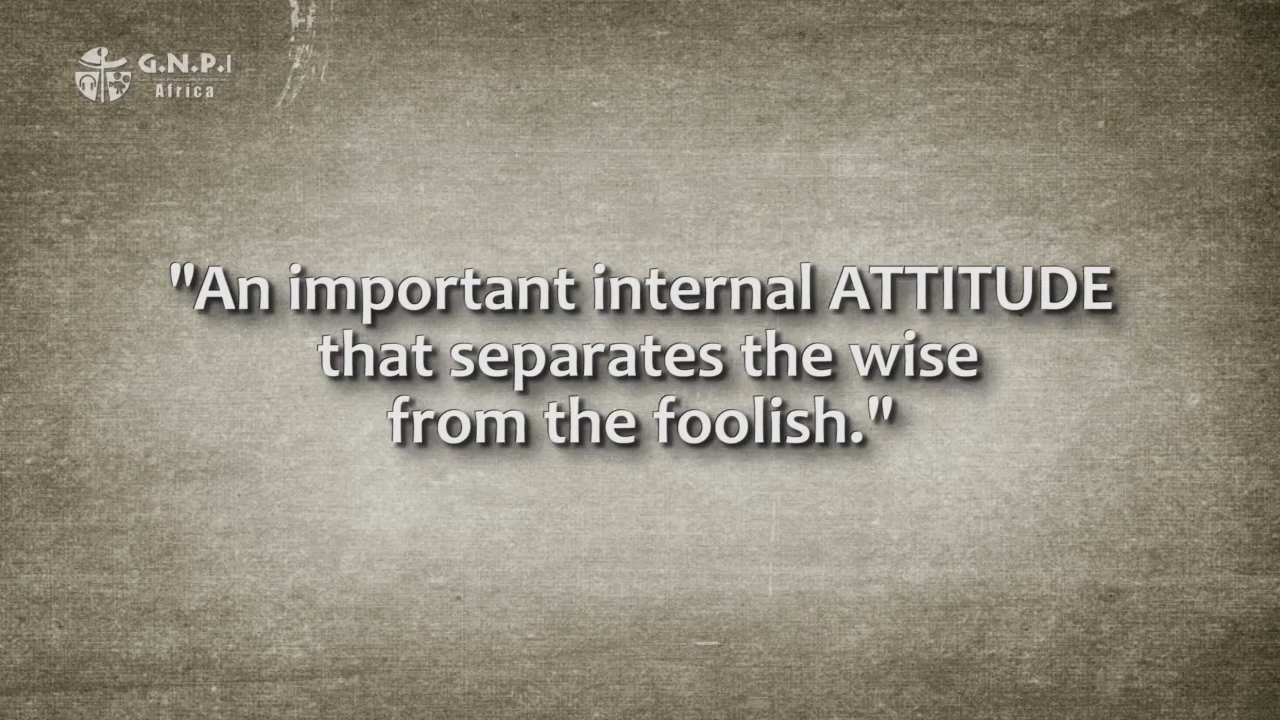 G.N.P.I
Africa
"An important internal ATTITUDE
that separates the wise
from the foolish."